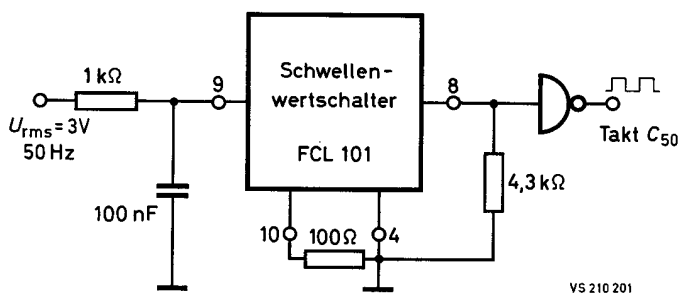 1 kΩ
9
Schwellen-
wertschalter
FCL 101
8
U_rms = 3V
50 Hz
Takt C_50
4,3 kΩ
100 nF
10
100 Ω
4
VS 210 201